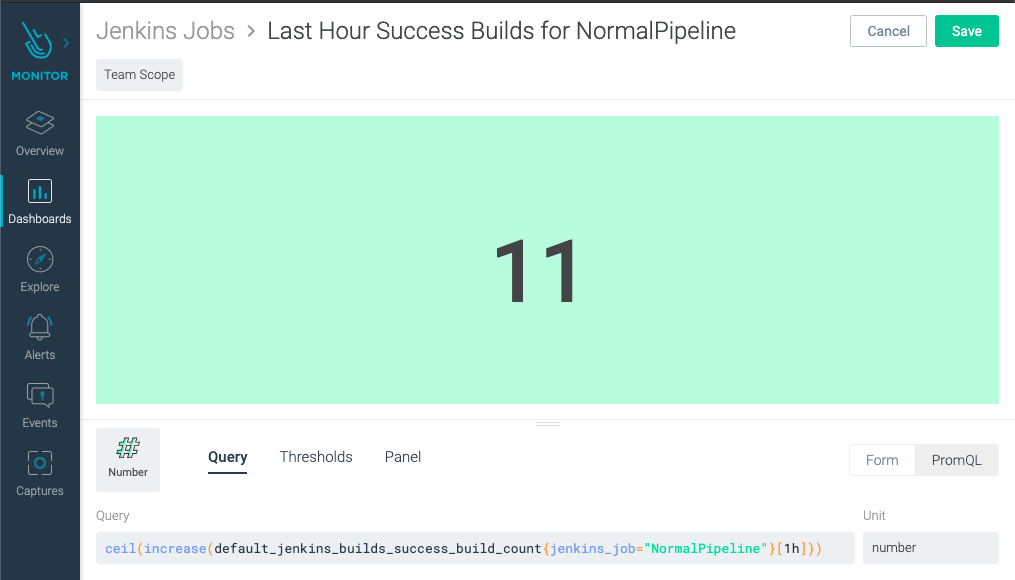 Jenkins Jobs > Last Hour Success Builds for NormalPipeline
Cancel
Save
MONITOR
Team Scope
Overview
Dashboards
Explore
Alerts
Events
Captures
11
Number
Query
Thresholds
Panel
Form
PromQL
Query
Unit
ceil(increase(default_jenkins_builds_success_build_count{jenkins_job="NormalPipeline"}[1h]))
number